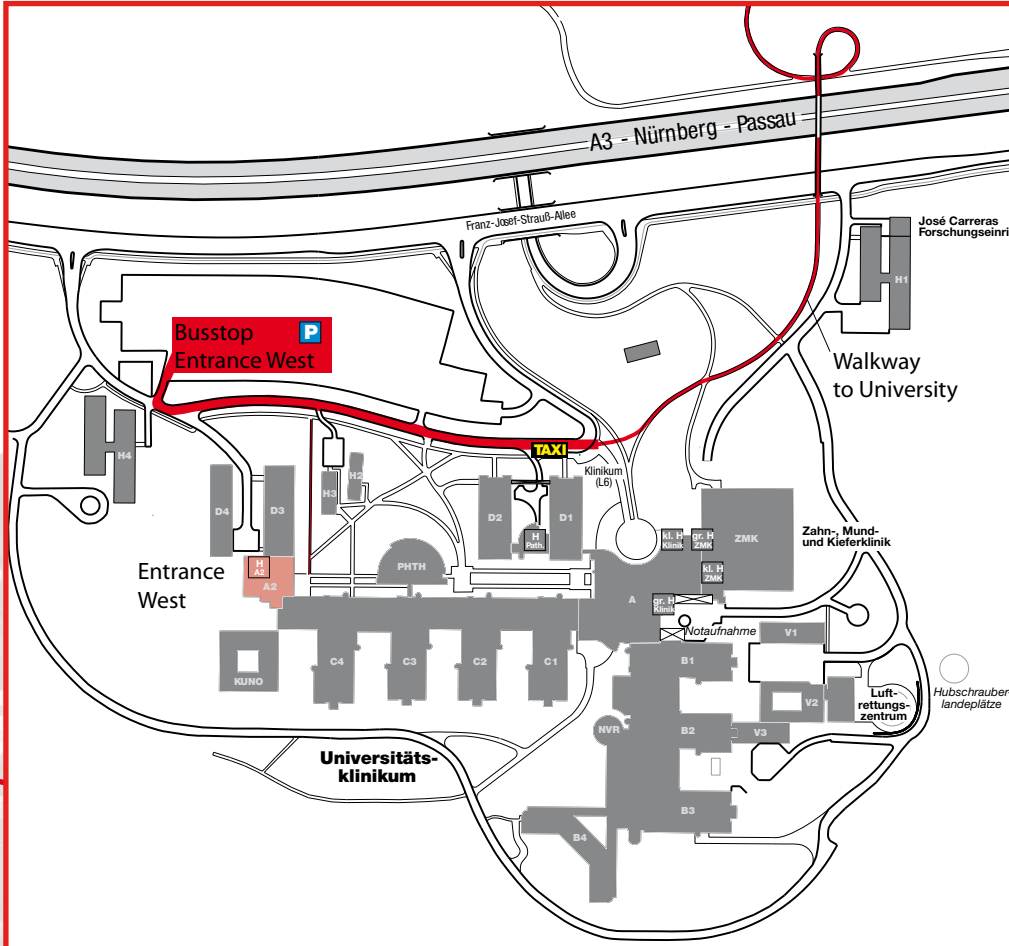 A3 - Nürnberg - Passau
Franz-Josef-Strauß-Allee
José Carreras
Forschungseinri
H1
Busstop P
Entrance West
Walkway
to University
TAXI
Klinikum
(L6)
H4
H3
H2
D4
D3
D2
D1
H
Path.
kl. H
Klinik
gr. H
ZMK
ZMK
Zahn-, Mund-
und Kieferklinik
Entrance
West
H
A2
A2
PHTH
kl. H
ZMK
A
gr. H
Klinik
Notaufnahme
V1
KUNO
C4
C3
C2
C1
B1
V2
Luft-
rettungs-
zentrum
Hubschrauber-
landeplätze
NVR
B2
V3
Universitäts-
klinikum
B3
B4